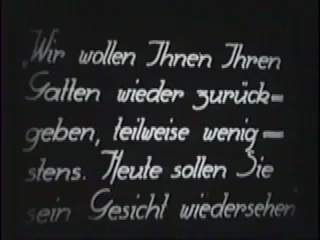 „Wir wollen Ihnen Ihren
Gatten wieder zurück=
geben, teilweise wenig=
stens. Heute sollen Sie
sein Gesicht wiedersehen